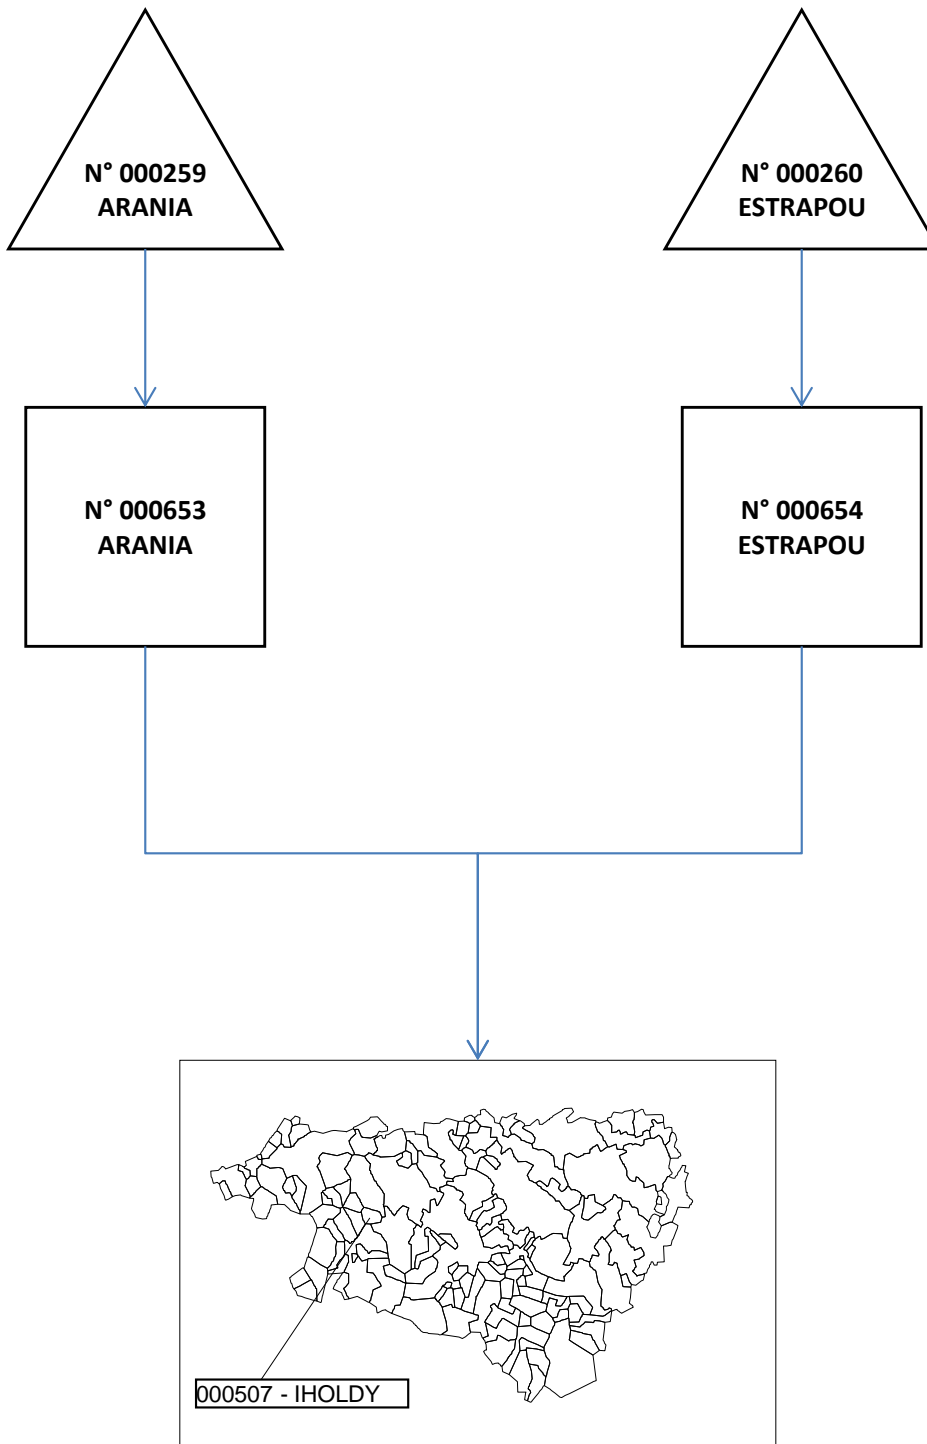 N° 000259
ARANIA
N° 000260
ESTRAPOU
N° 000653
ARANIA
N° 000654
ESTRAPOU
000507 - IHOLDY